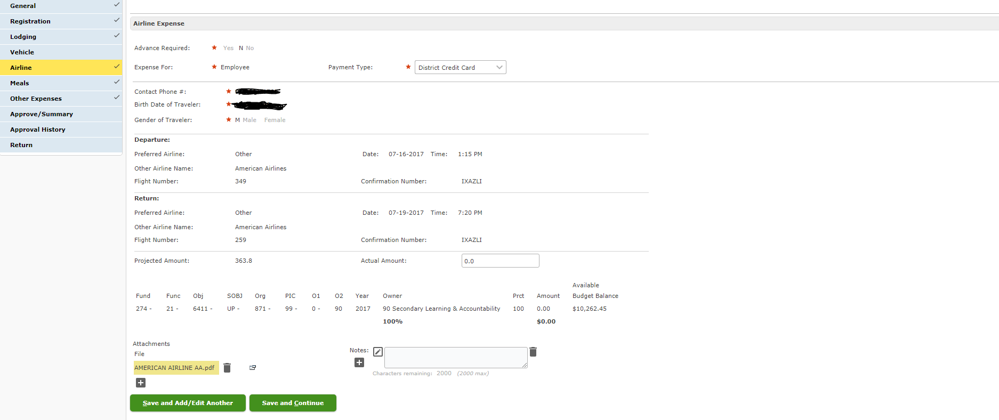 General
Registration
Lodging
Vehicle
Airline
Meals
Other Expenses
Approve/Summary
Approval History
Return
Airline Expense
Advance Required: Yes N No
Expense For: Employee Payment Type: District Credit Card
Contact Phone #:
Birth Date of Traveler:
Gender of Traveler: M Male Female
Departure:
Preferred Airline: Other Date: 07-16-2017 Time: 1:15 PM
Other Airline Name: American Airlines
Flight Number: 349 Confirmation Number: IXAZLI
Return:
Preferred Airline: Other Date: 07-19-2017 Time: 7:20 PM
Other Airline Name: American Airlines
Flight Number: 259 Confirmation Number: IXAZLI
Projected Amount: 363.8 Actual Amount: 0.0
Available
Fund Func Obj SOBJ Org PIC O1 O2 Year Owner Prct Amount Budget Balance
274 - 21 - 6411 - UP - 871 - 99 - 0 - 90 2017 90 Secondary Learning & Accountability 100 0.00 $10,262.45
100% $0.00
Attachments
Notes:
File
AMERICAN AIRLINE AA.pdf
Characters remaining: 2000 (2000 max)
Save and Add/Edit Another Save and Continue